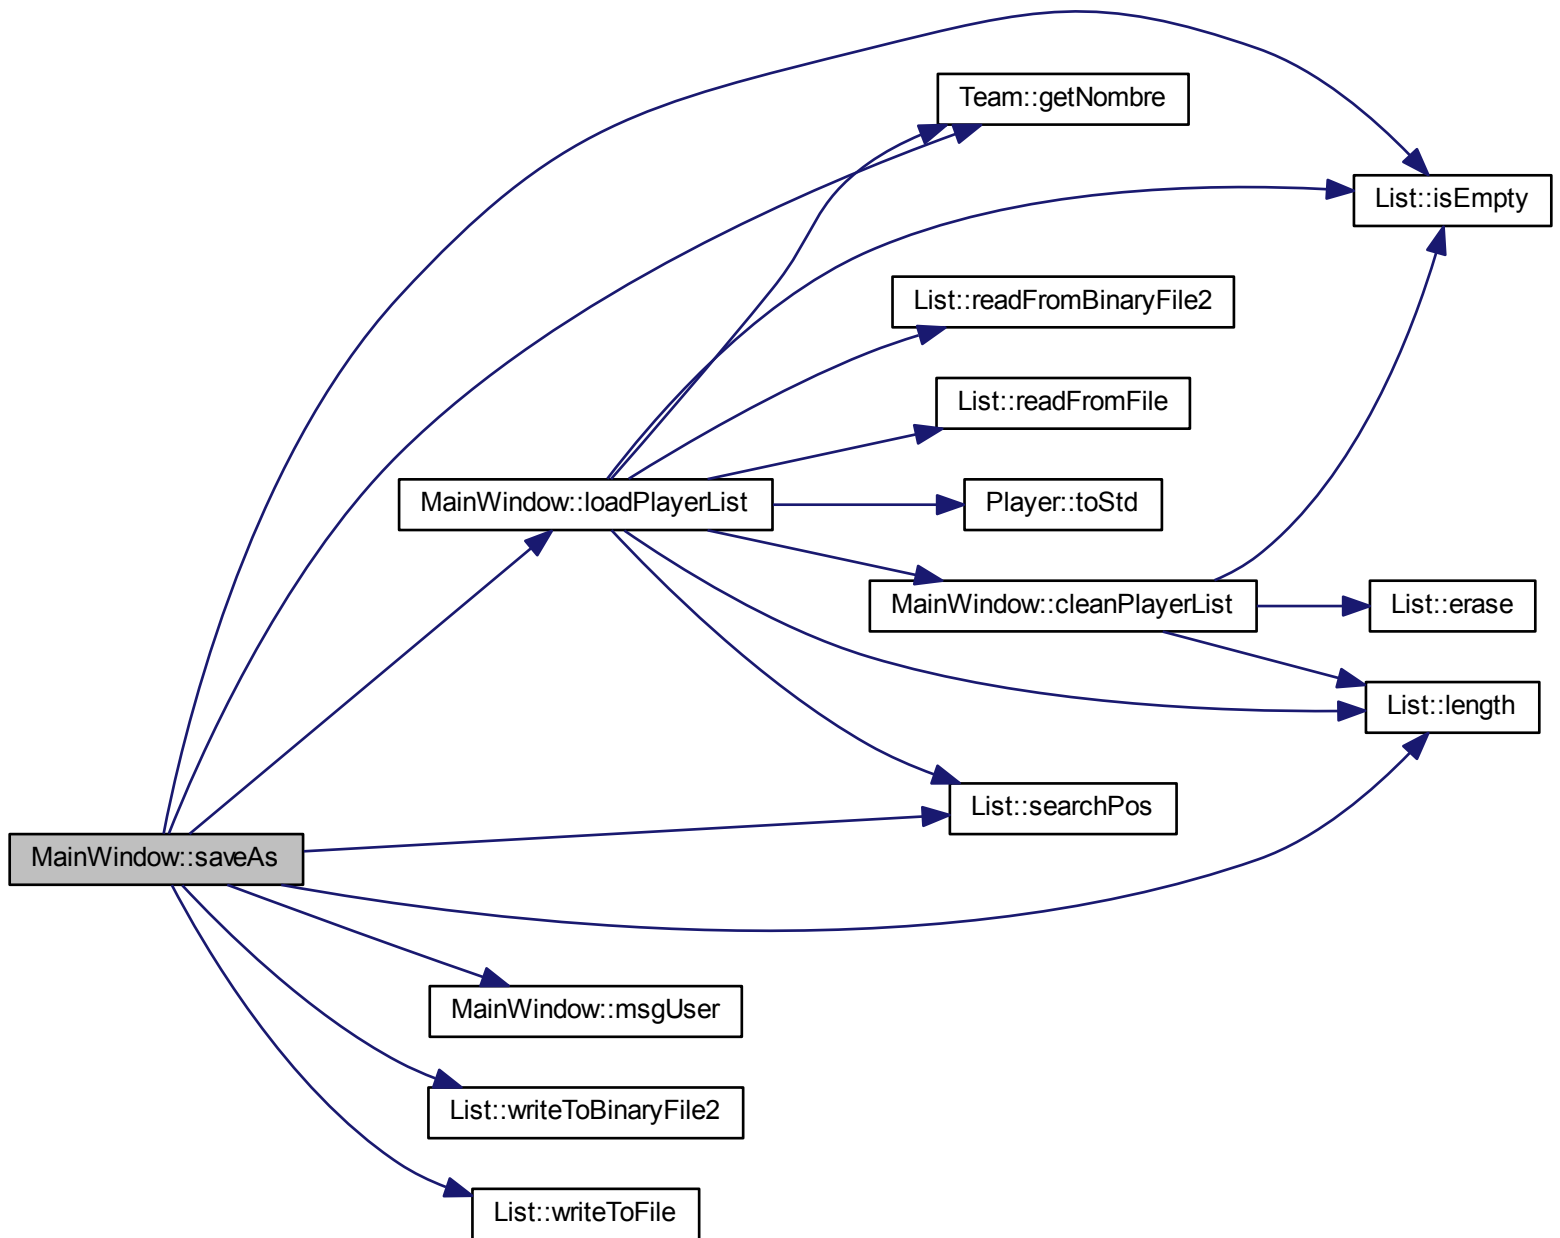 Team::getNombre
List::isEmpty
List::readFromBinaryFile2
List::readFromFile
MainWindow::loadPlayerList
Player::toStd
MainWindow::cleanPlayerList
List::erase
List::length
List::searchPos
MainWindow::saveAs
MainWindow::msgUser
List::writeToBinaryFile2
List::writeToFile